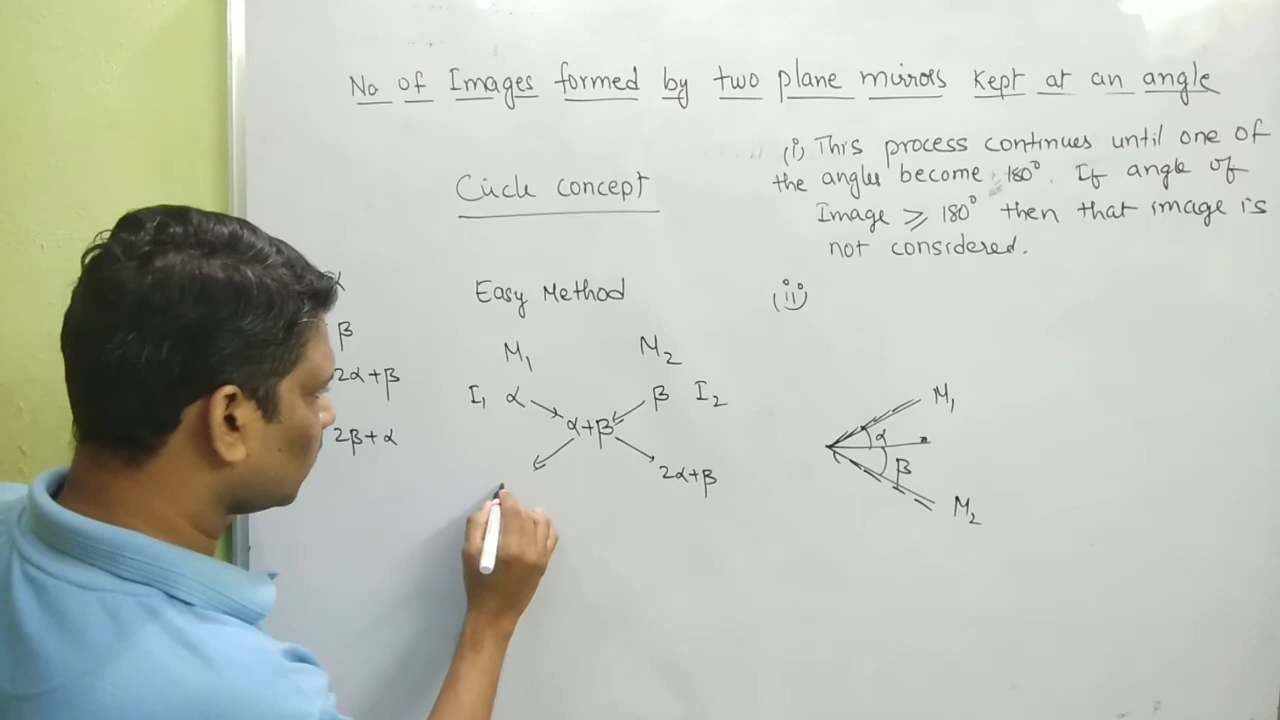 No of Images formed by two plane mirrors kept at an angle
(i) This process continues until one of
the angles become 180°. If angle of
Image ≥ 180° then that image is
not considered.
Circle concept
Easy Method
(ii)
α
β
2α+β
2β+α
M₁ M₂
I₁ α β I₂
α+β
2α+β
M₁
α
β
M₂